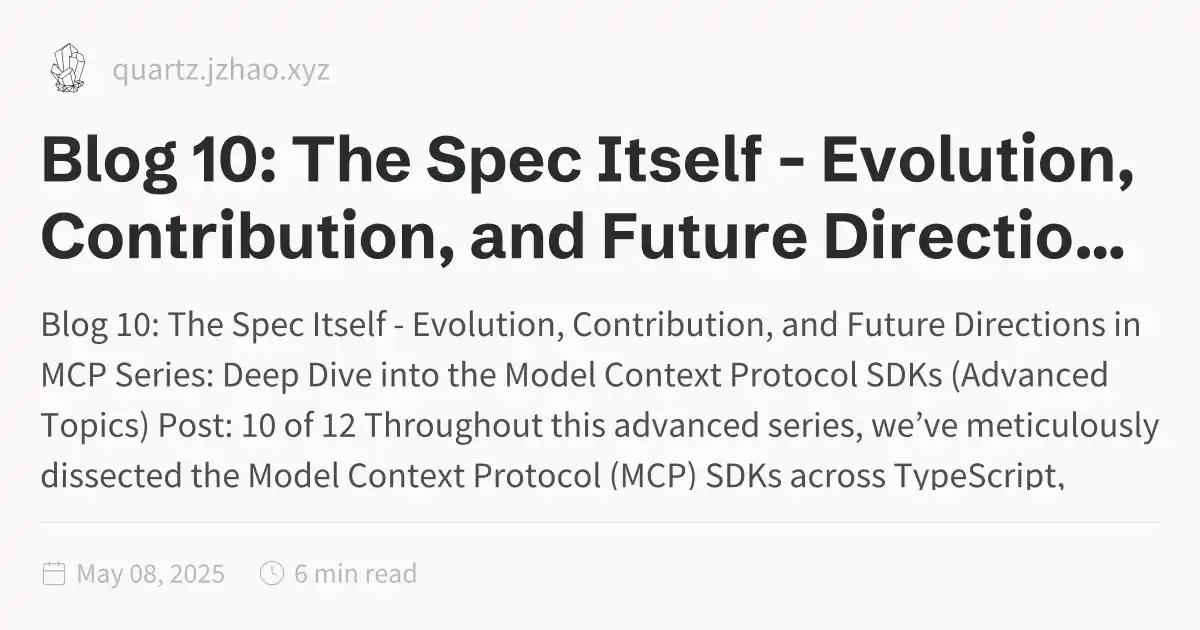 quartz.jzhao.xyz
Blog 10: The Spec Itself - Evolution,
Contribution, and Future Directio...
Blog 10: The Spec Itself - Evolution, Contribution, and Future Directions in
MCP Series: Deep Dive into the Model Context Protocol SDKs (Advanced
Topics) Post: 10 of 12 Throughout this advanced series, we’ve meticulously
dissected the Model Context Protocol (MCP) SDKs across TypeScript,
May 08, 2025
6 min read